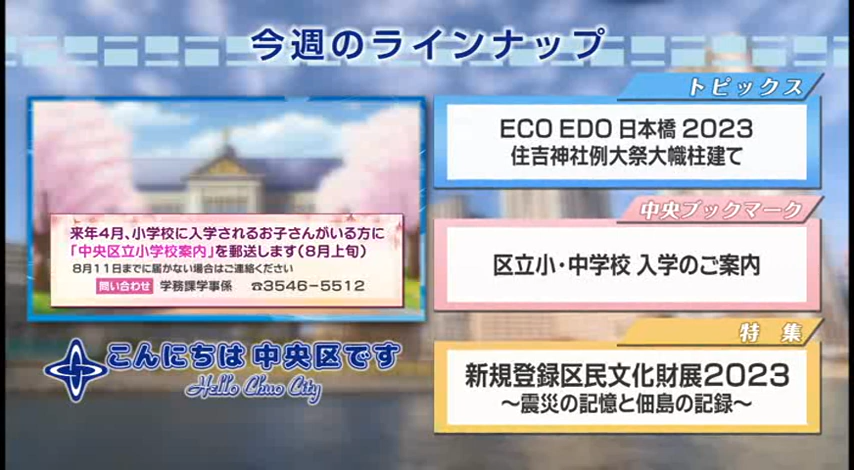 今週のラインナップ
来年4月、小学校に入学されるお子さんがいる方に
「中央区立小学校案内」を郵送します(8月上旬)
8月11日までに届かない場合はご連絡ください
問い合わせ 学務課学事係 ☎3546-5512
こんにちは 中央区です
Hello Chuo City
トピックス
ECO EDO 日本橋 2023
住吉神社例大祭大幟柱建て
中央ブックマーク
区立小・中学校 入学のご案内
特集
新規登録区民文化財展2023
～震災の記憶と佃島の記録～